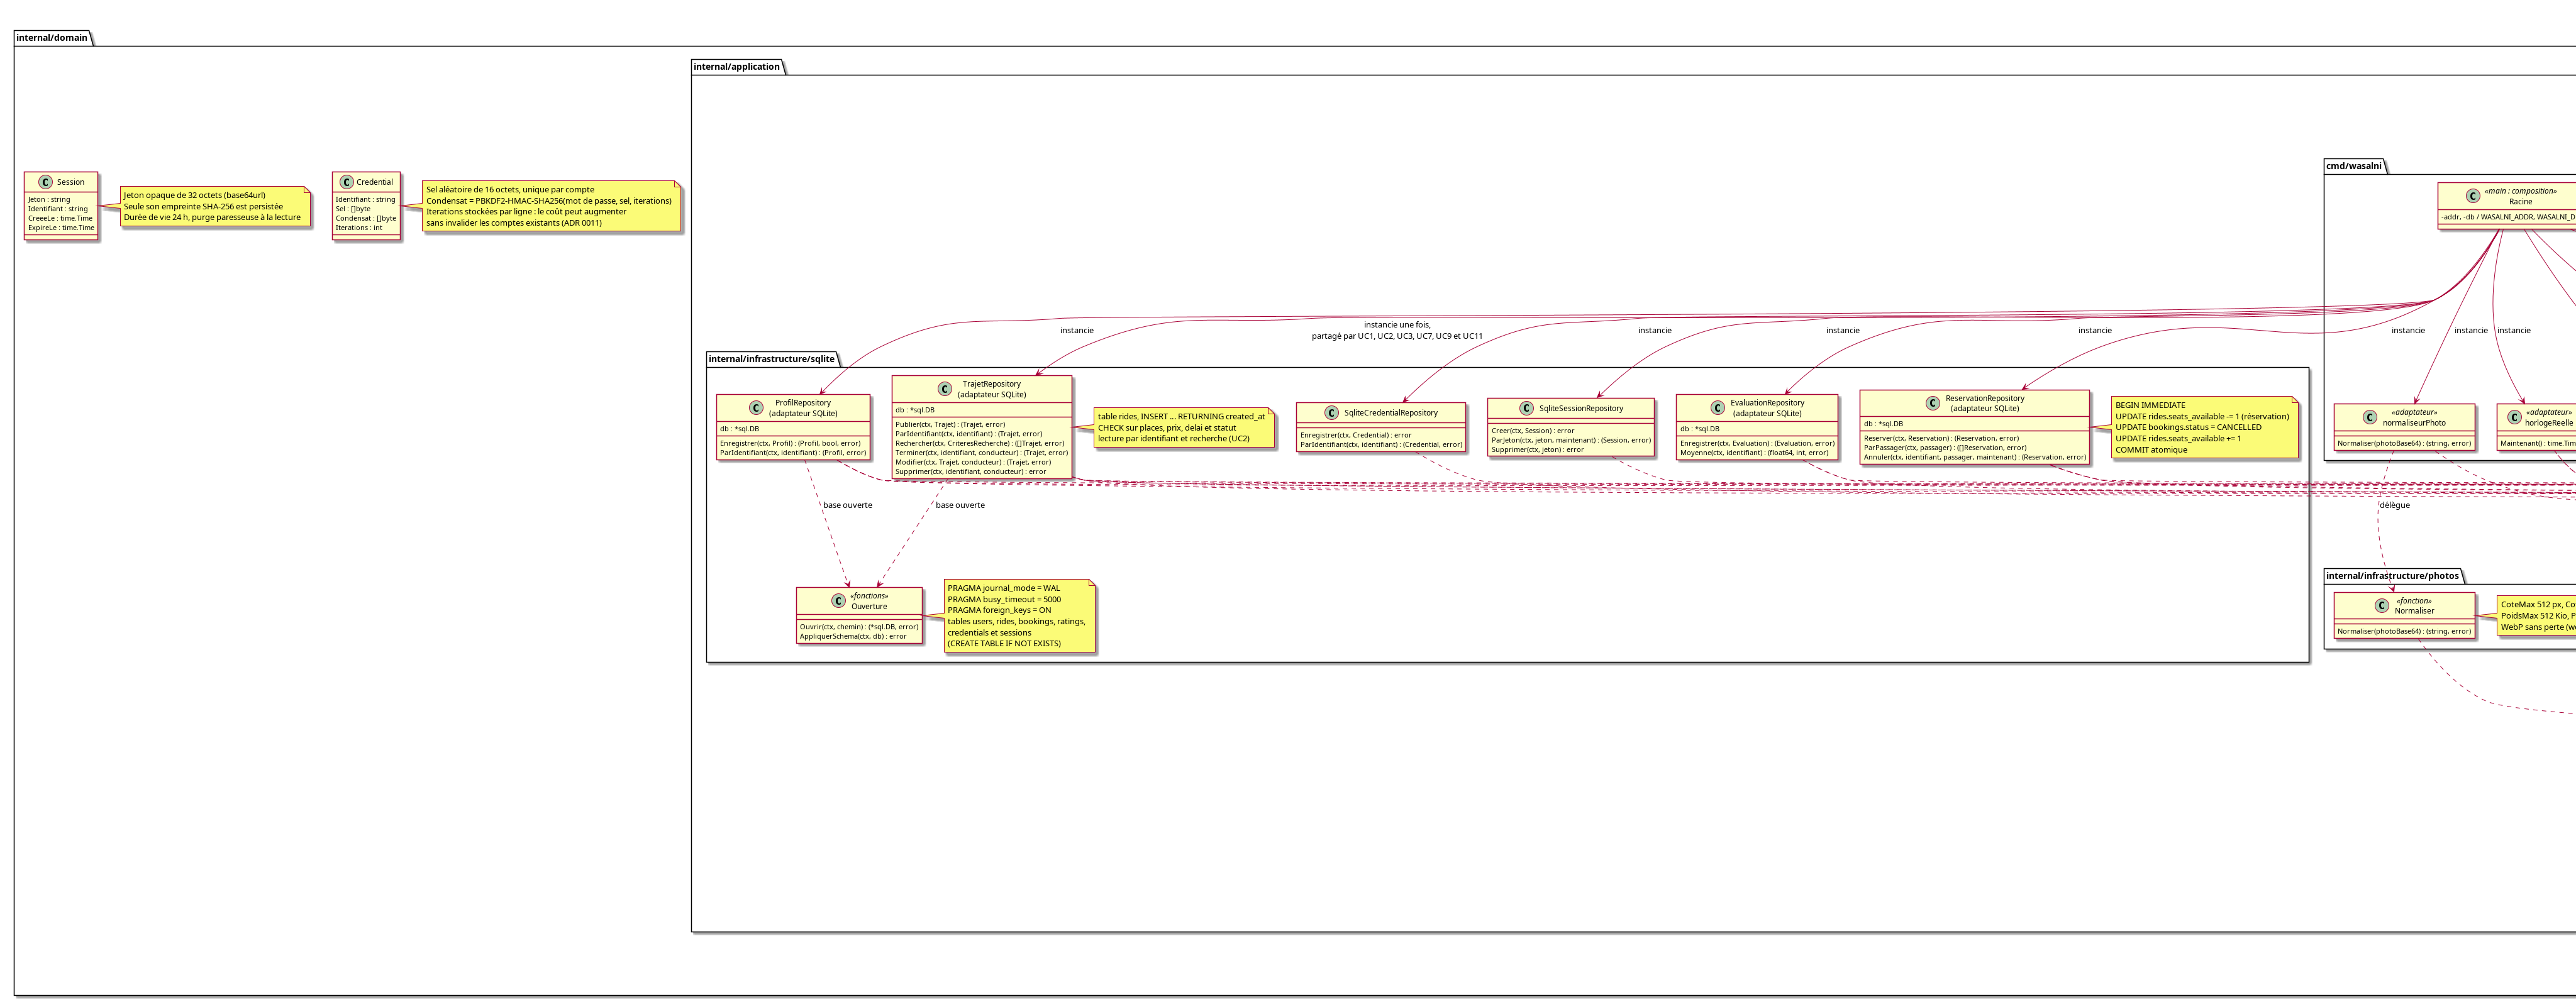 internal/domain
internal/application
cmd/wasalni
Session
Jeton : string
Identifiant : string
CreeeLe : time.Time
ExpireLe : time.Time
Jeton opaque de 32 octets (base64url)
Seule son empreinte SHA-256 est persistée
Durée de vie 24 h, purge paresseuse à la lecture
Credential
Identifiant : string
Sel : []byte
Condensat : []byte
Iterations : int
Sel aléatoire de 16 octets, unique par compte
Condensat = PBKDF2-HMAC-SHA256(mot de passe, sel, iterations)
Iterations stockées par ligne : le coût peut augmenter
sans invalider les comptes existants (ADR 0011)
«main : composition»
Racine
-addr, -db / WASALNI_ADDR, WASALNI_D
instancie
instancie une fois,
partagé par UC1, UC2, UC3, UC7, UC9 et UC11
instancie
instancie
instancie
instancie
instancie
instancie
internal/infrastructure/sqlite
ProfilRepository
(adaptateur SQLite)
db : *sql.DB
Enregistrer(ctx, Profil) : (Profil, bool, error)
ParIdentifiant(ctx, identifiant) : (Profil, error)
TrajetRepository
(adaptateur SQLite)
db : *sql.DB
Publier(ctx, Trajet) : (Trajet, error)
ParIdentifiant(ctx, identifiant) : (Trajet, error)
Rechercher(ctx, CriteresRecherche) : ([]Trajet, error)
Terminer(ctx, identifiant, conducteur) : (Trajet, error)
Modifier(ctx, Trajet, conducteur) : (Trajet, error)
Supprimer(ctx, identifiant, conducteur) : error
table rides, INSERT ... RETURNING created_at
CHECK sur places, prix, delai et statut
lecture par identifiant et recherche (UC2)
SqliteCredentialRepository
Enregistrer(ctx, Credential) : error
ParIdentifiant(ctx, identifiant) : (Credential, error)
SqliteSessionRepository
Creer(ctx, Session) : error
ParJeton(ctx, jeton, maintenant) : (Session, error)
Supprimer(ctx, jeton) : error
EvaluationRepository
(adaptateur SQLite)
db : *sql.DB
Enregistrer(ctx, Evaluation) : (Evaluation, error)
Moyenne(ctx, identifiant) : (float64, int, error)
ReservationRepository
(adaptateur SQLite)
db : *sql.DB
Reserver(ctx, Reservation) : (Reservation, error)
ParPassager(ctx, passager) : ([]Reservation, error)
Annuler(ctx, identifiant, passager, maintenant) : (Reservation, error)
BEGIN IMMEDIATE
UPDATE rides.seats_available -= 1 (réservation)
UPDATE bookings.status = CANCELLED
UPDATE rides.seats_available += 1
COMMIT atomique
«adaptateur»
normaliseurPhoto
Normaliser(photoBase64) : (string, error)
«adaptateur»
horlogeReelle
Maintenant() : time.Tim
base ouverte
base ouverte
délègue
«fonctions»
Ouverture
Ouvrir(ctx, chemin) : (*sql.DB, error)
AppliquerSchema(ctx, db) : error
PRAGMA journal_mode = WAL
PRAGMA busy_timeout = 5000
PRAGMA foreign_keys = ON
tables users, rides, bookings, ratings,
credentials et sessions
(CREATE TABLE IF NOT EXISTS)
internal/infrastructure/photos
«fonction»
Normaliser
Normaliser(photoBase64) : (string, error)
CoteMax 512 px, Co
PoidsMax 512 Kio, P
WebP sans perte (w